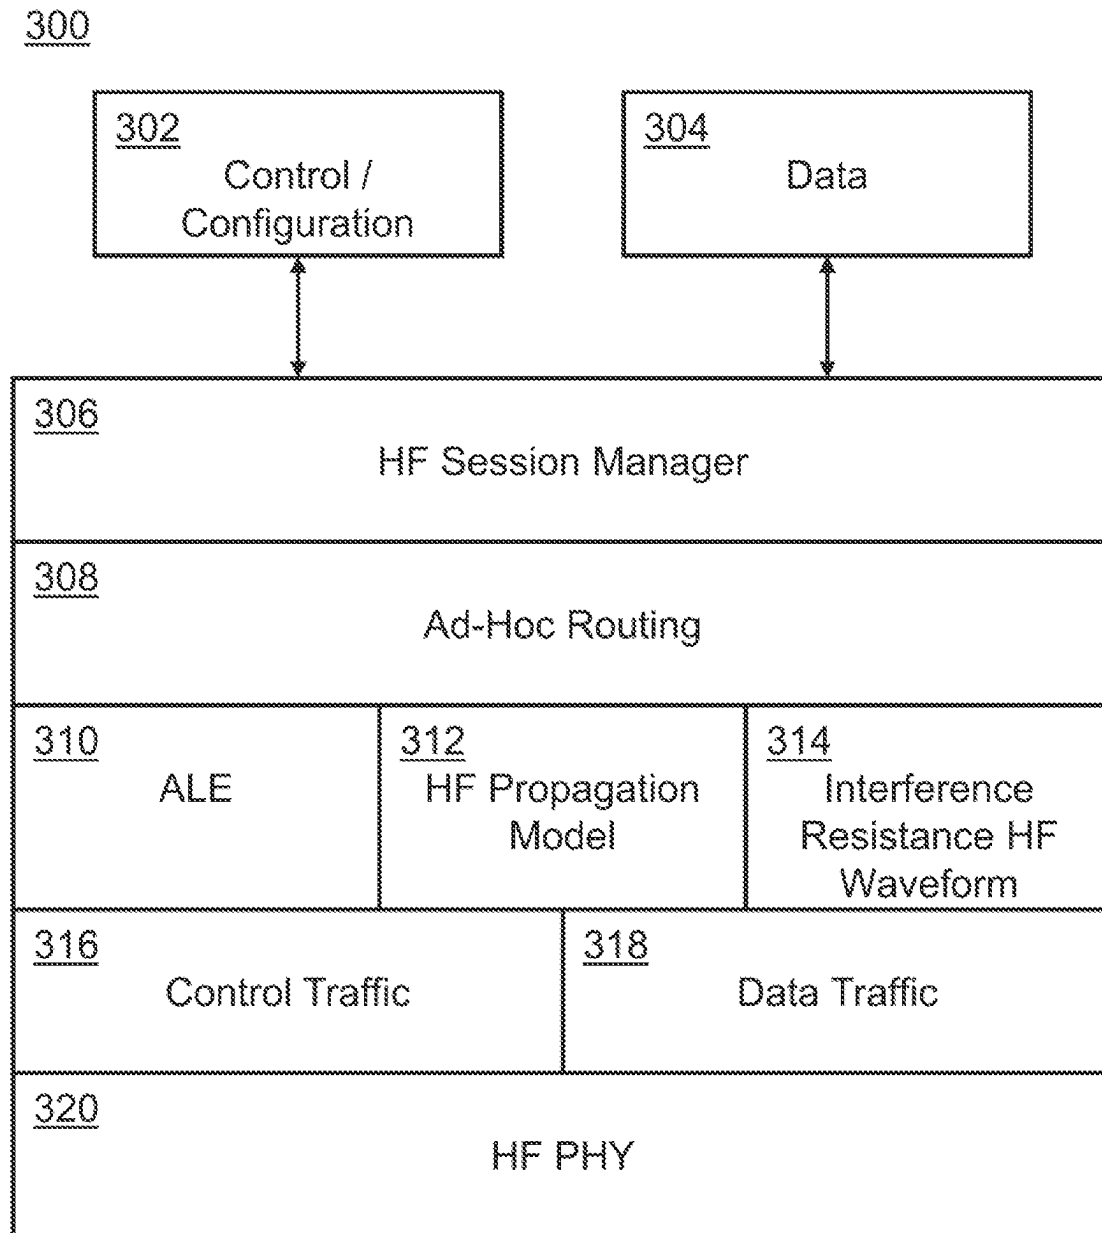 300
302
Control /
Configuration
304
Data
306
HF Session Manager
308
Ad-Hoc Routing
310
ALE
312
HF Propagation
Model
314
Interference
Resistance HF
Waveform
316
Control Traffic
318
Data Traffic
320
HF PHY